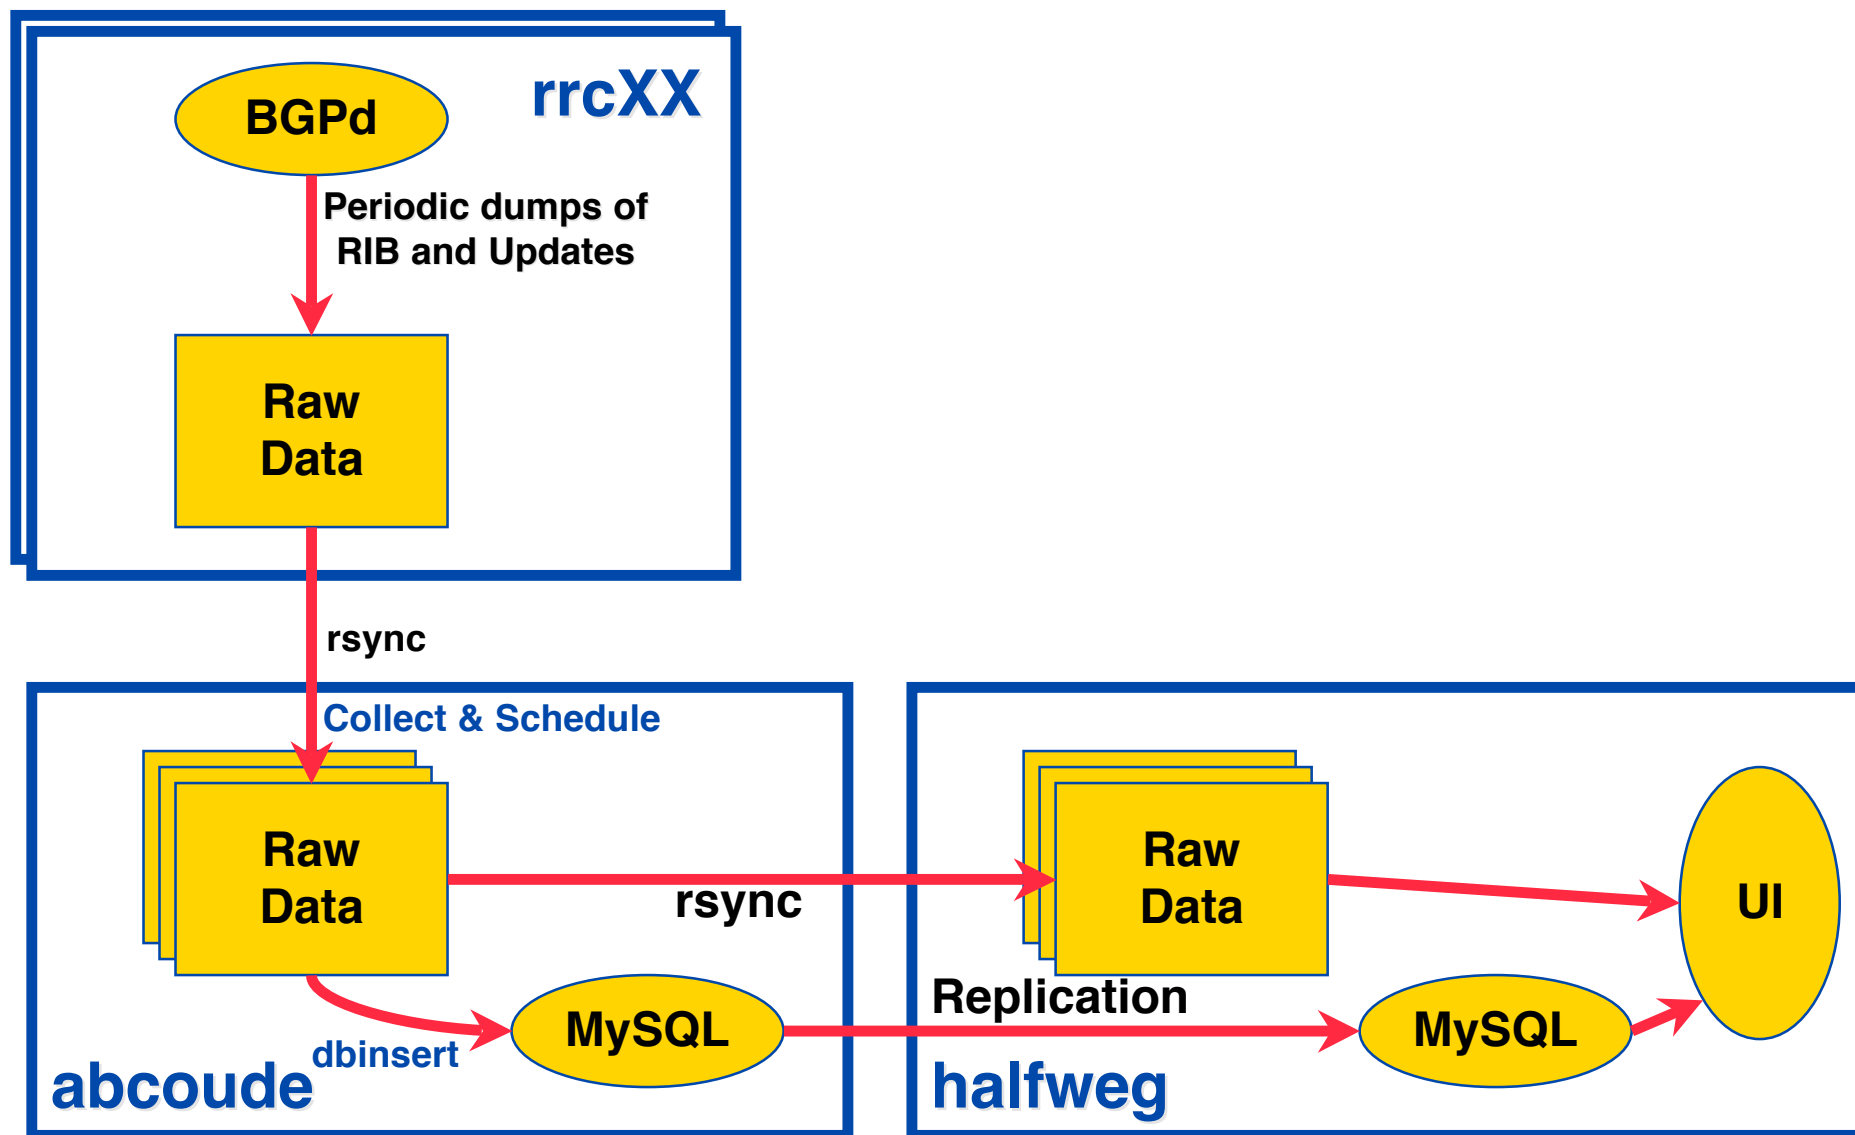 rrcXX
BGPd
Periodic dumps of
RIB and Updates
Raw
Data
rsync
Collect & Schedule
Raw
Data
rsync
Raw
Data
UI
Replication
MySQL
MySQL
dbinsert
abcoude
halfweg